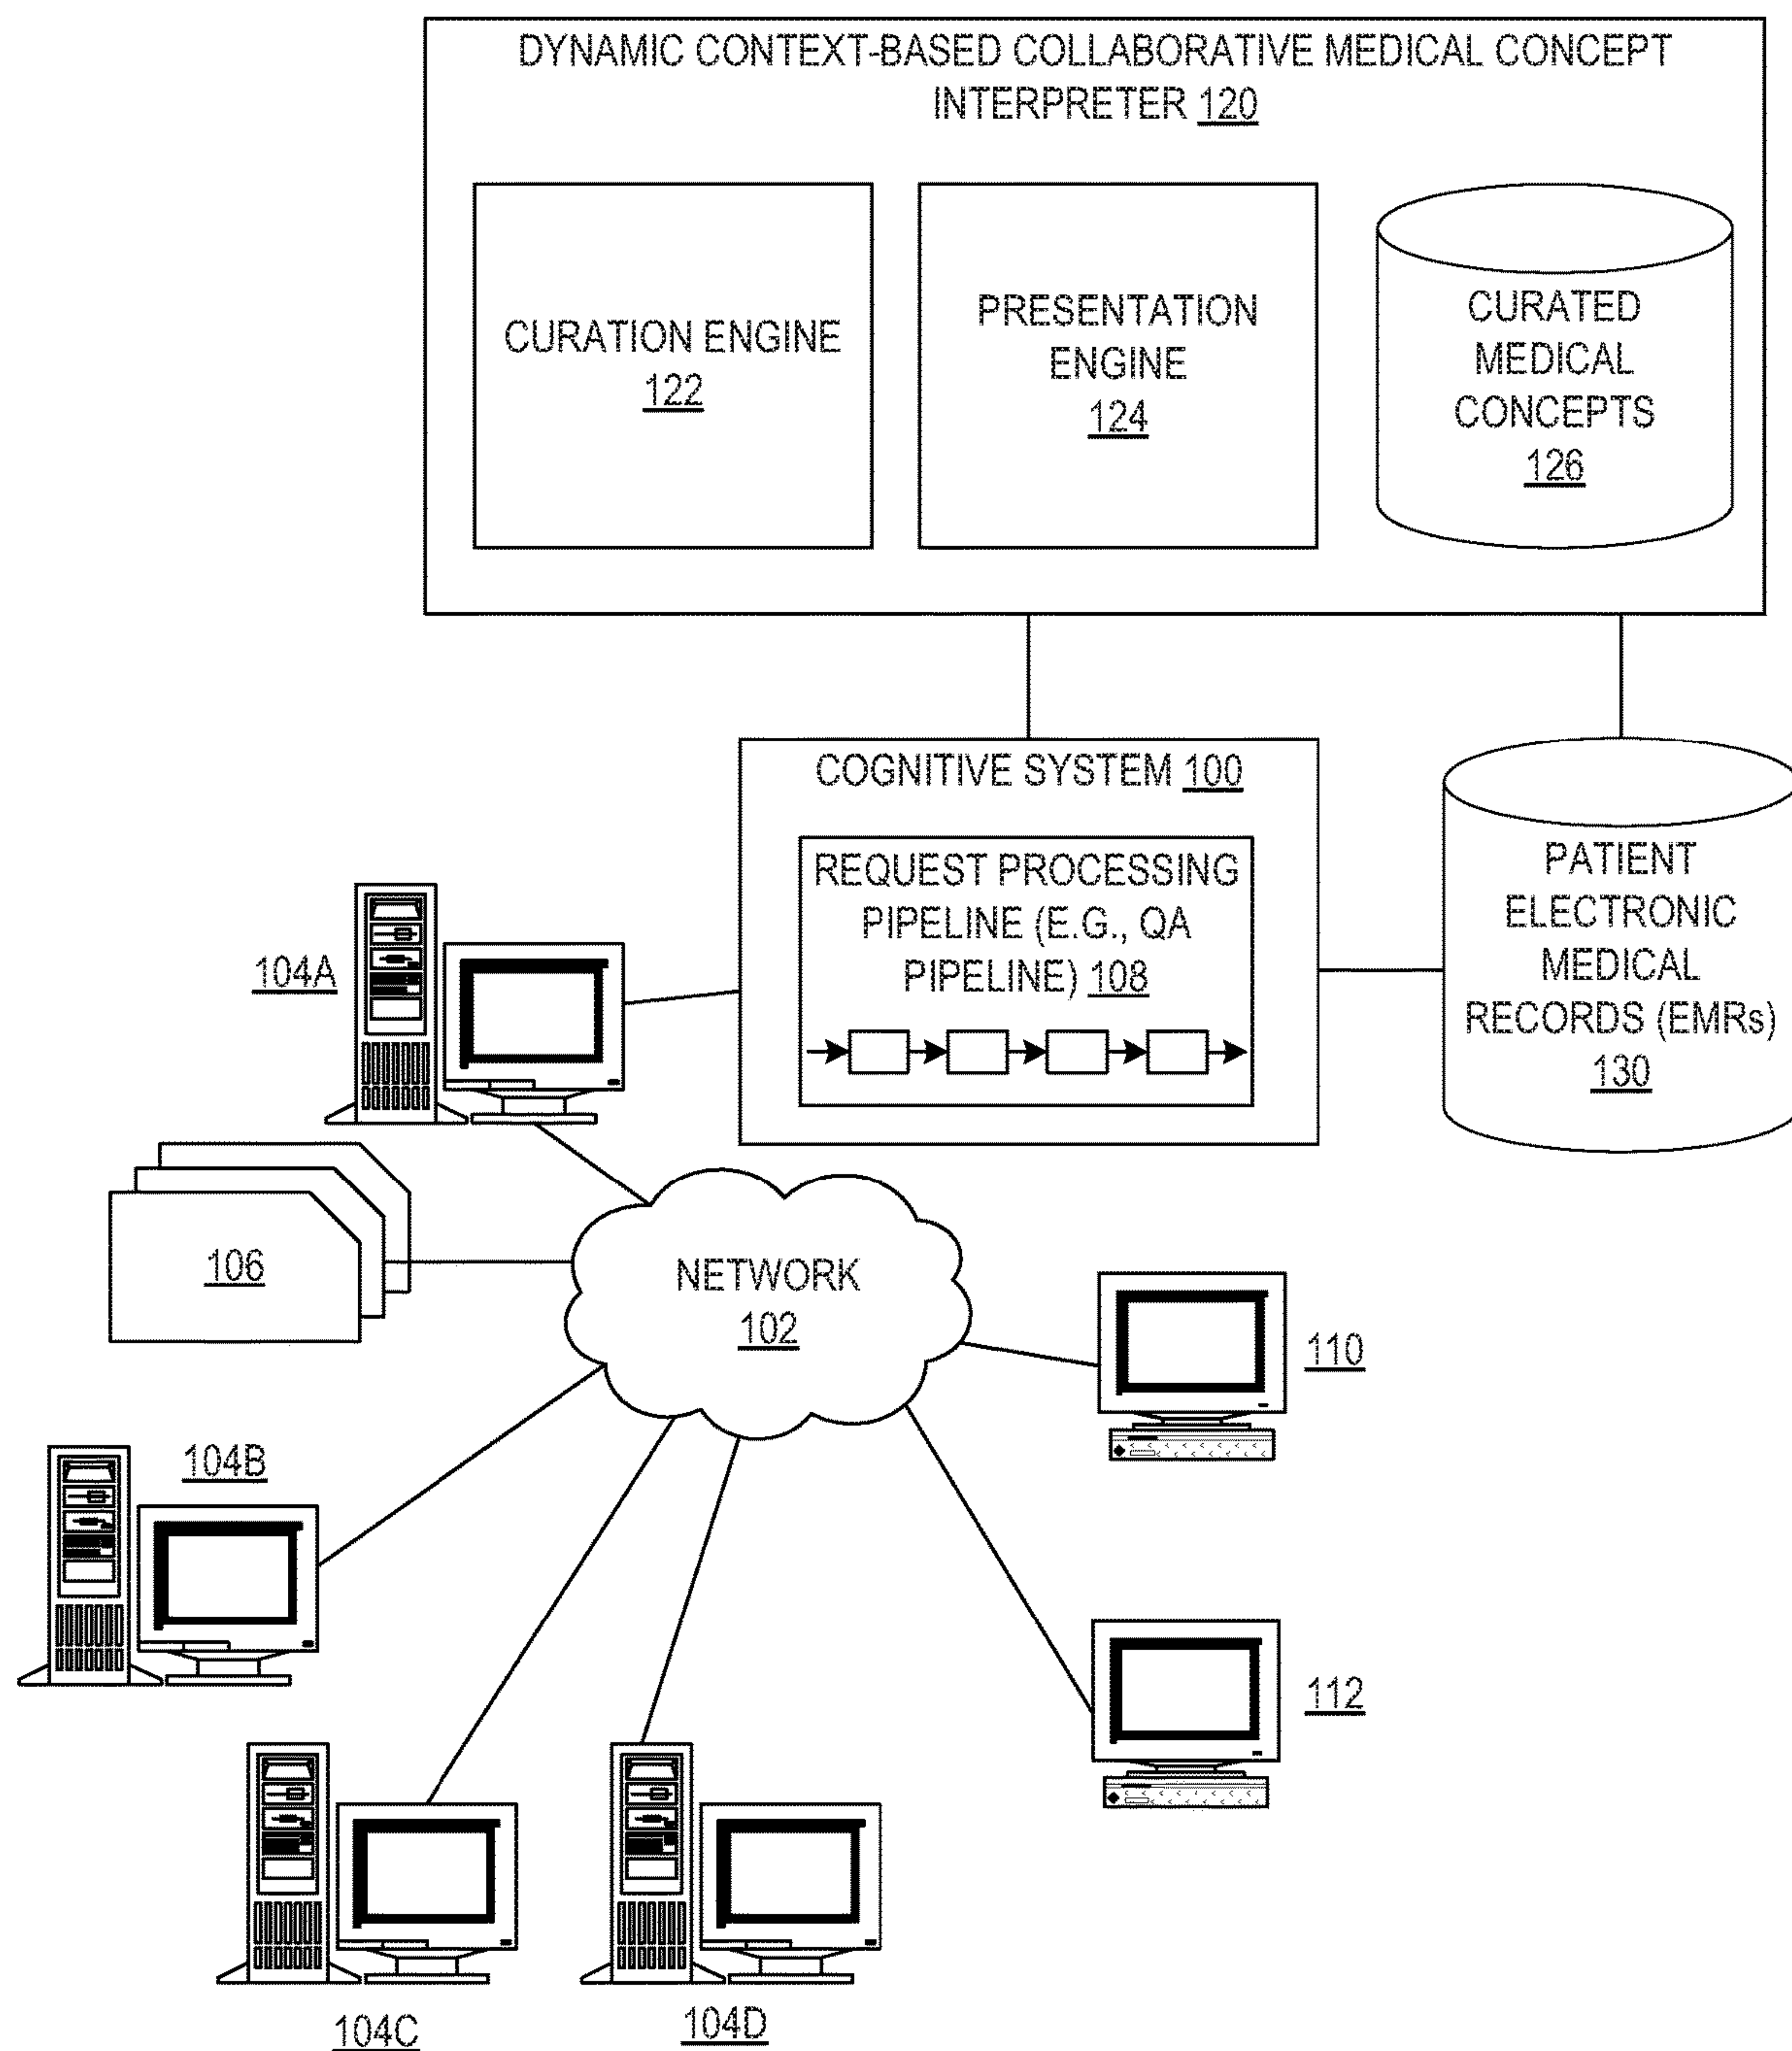 DYNAMIC CONTEXT-BASED COLLABORATIVE MEDICAL CONCEPT
INTERPRETER 120
CURATION ENGINE
122
PRESENTATION
ENGINE
124
CURATED
MEDICAL
CONCEPTS
126
COGNITIVE SYSTEM 100
REQUEST PROCESSING
PIPELINE (E.G., QA
PIPELINE) 108
PATIENT
ELECTRONIC
MEDICAL
RECORDS (EMRs)
130
104A
106
NETWORK
102
110
104B
112
104C
104D